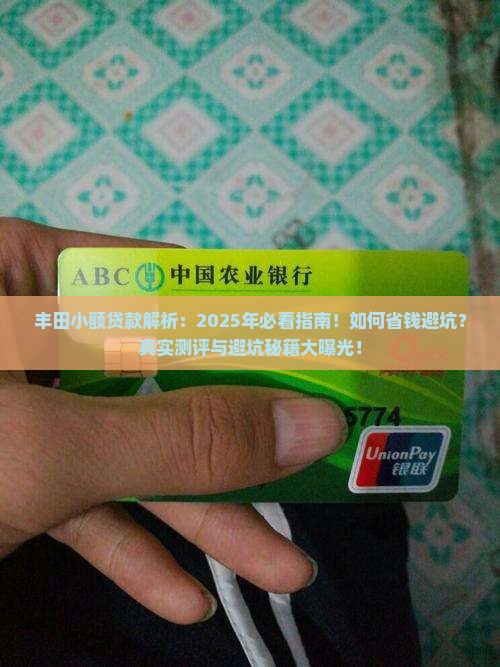 ABC 中国农业银行
丰田小额贷款解析：2025年必看指南！如何省钱避坑？
真实测评与避坑秘籍大曝光！
5774
UnionPay
银联